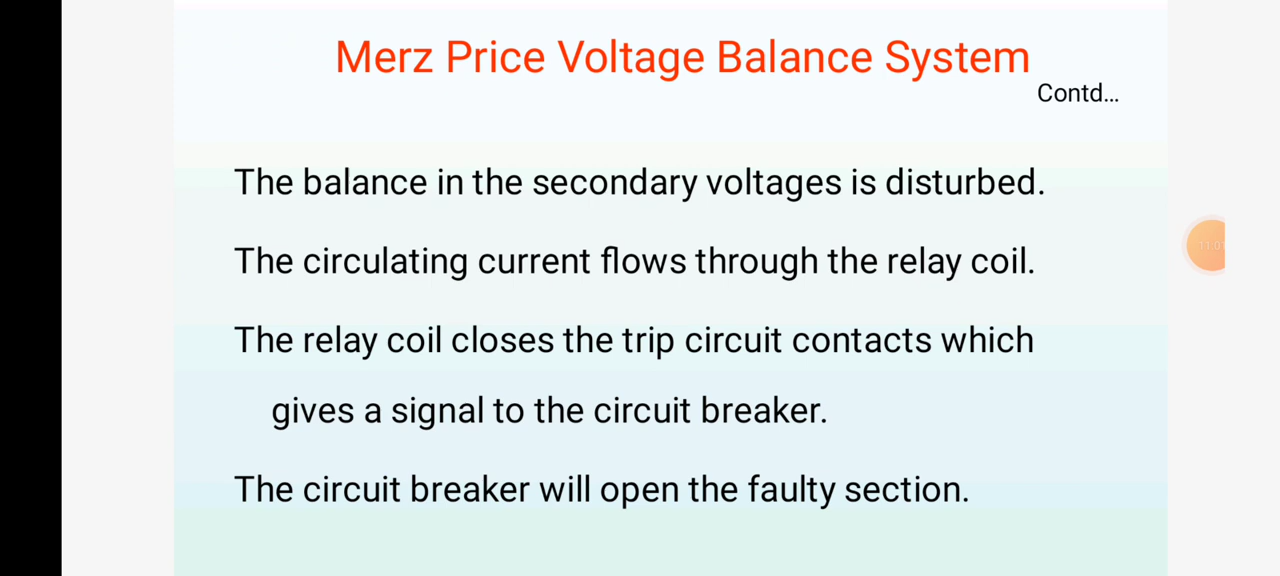 Merz Price Voltage Balance System
Contd...
The balance in the secondary voltages is disturbed.
The circulating current flows through the relay coil.
The relay coil closes the trip circuit contacts which
gives a signal to the circuit breaker.
The circuit breaker will open the faulty section.